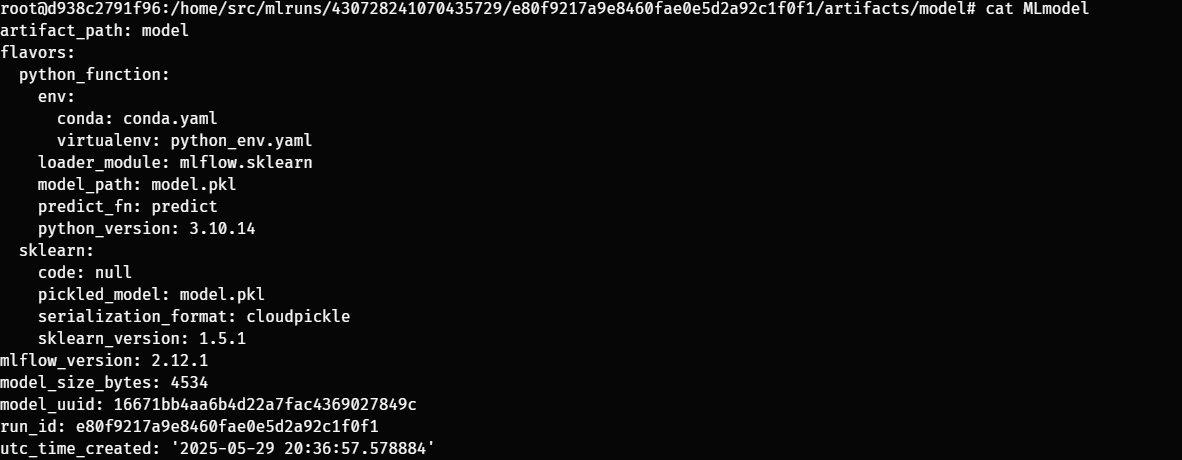 root@d938c2791f96:/home/src/mlruns/430728241070435729/e80f9217a9e8460fae0e5d2a92c1f0f1/artifacts/model# cat MLmodel
artifact_path: model
flavors:
  python_function:
    env:
      conda: conda.yaml
      virtualenv: python_env.yaml
    loader_module: mlflow.sklearn
    model_path: model.pkl
    predict_fn: predict
    python_version: 3.10.14
  sklearn:
    code: null
    pickled_model: model.pkl
    serialization_format: cloudpickle
    sklearn_version: 1.5.1
mlflow_version: 2.12.1
model_size_bytes: 4534
model_uuid: 16671bb4aa6b4d22a7fac4369027849c
run_id: e80f9217a9e8460fae0e5d2a92c1f0f1
utc_time_created: '2025-05-29 20:36:57.578884'